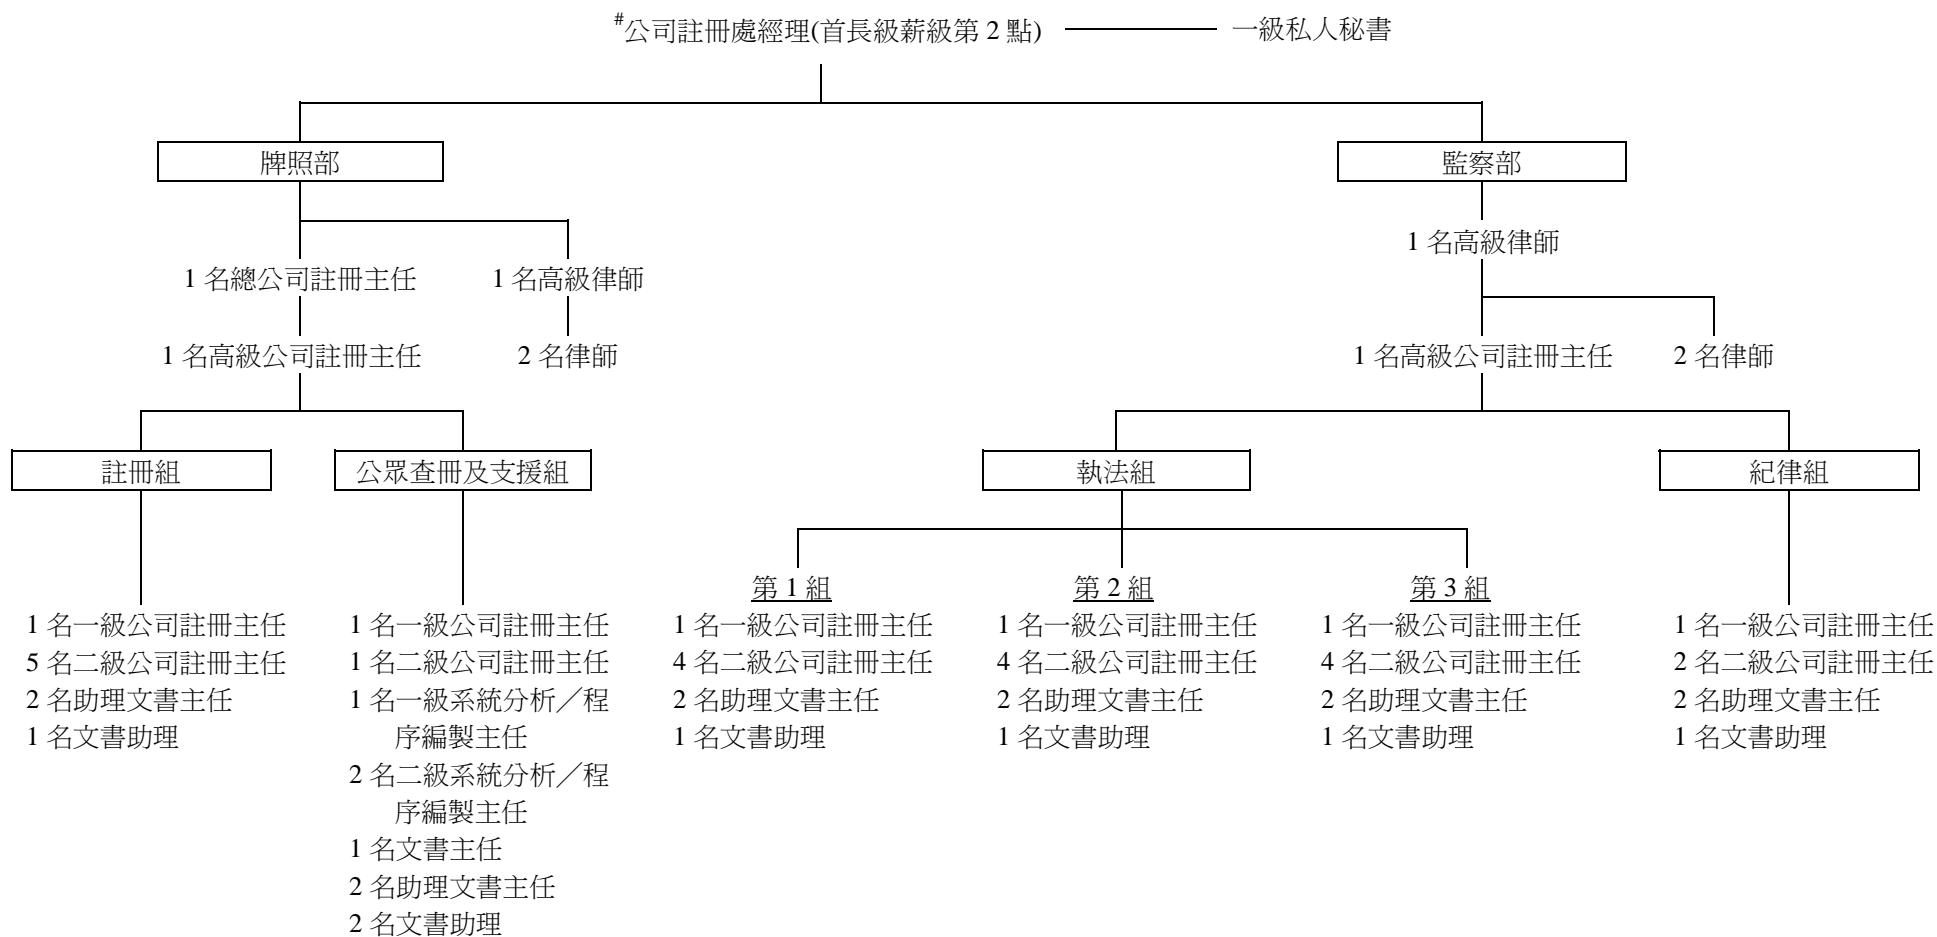 #公司註冊處經理(首長級薪級第 2 點) 一級私人秘書
牌照部
監察部
1 名總公司註冊主任
1 名高級律師
1 名高級律師
1 名高級公司註冊主任
2 名律師
1 名高級公司註冊主任
2 名律師
註冊組
公眾查冊及支援組
執法組
紀律組
1 名一級公司註冊主任
5 名二級公司註冊主任
2 名助理文書主任
1 名文書助理
1 名一級公司註冊主任
1 名二級公司註冊主任
1 名一級系統分析／程
序編製主任
2 名二級系統分析／程
序編製主任
1 名文書主任
2 名助理文書主任
2 名文書助理
第 1 組
1 名一級公司註冊主任
4 名二級公司註冊主任
2 名助理文書主任
1 名文書助理
第 2 組
1 名一級公司註冊主任
4 名二級公司註冊主任
2 名助理文書主任
1 名文書助理
第 3 組
1 名一級公司註冊主任
4 名二級公司註冊主任
2 名助理文書主任
1 名文書助理
1 名一級公司註冊主任
2 名二級公司註冊主任
2 名助理文書主任
1 名文書助理